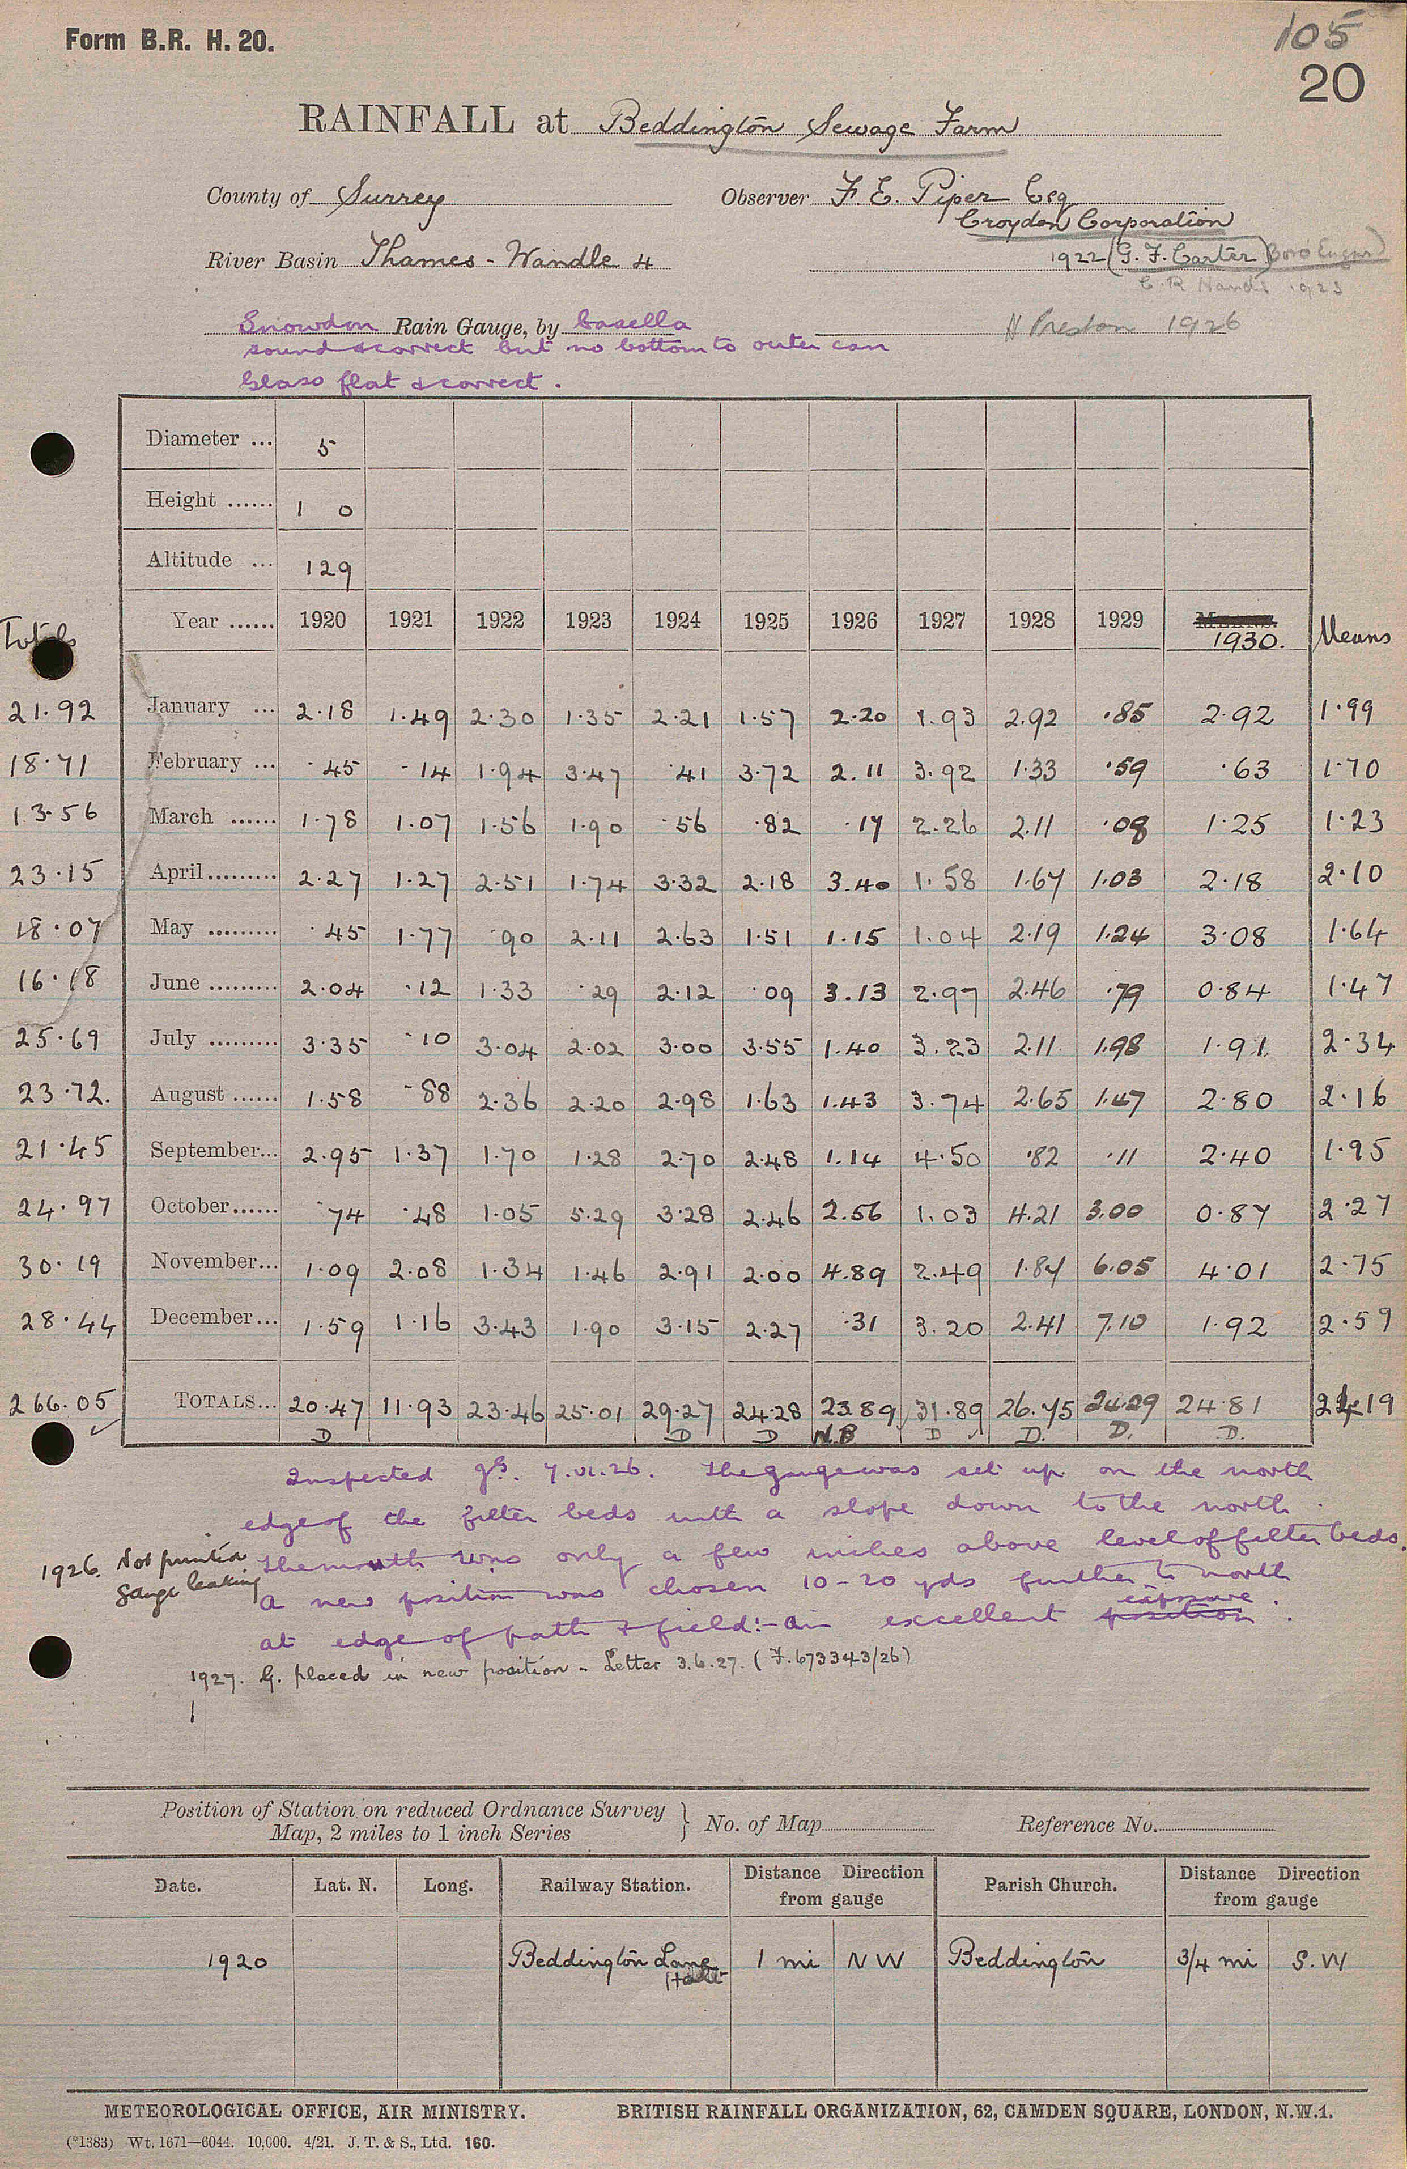 Form B.R. H. 20.
105
20
RAINFALL at Beddington Sewage Farm
County of Surrey Observer F. E. Piper Esq
Croydon Corporation
River Basin Thames - Wandle 4 1922 (G. F. Carter) Boro Engnr)
1923
Snowdon Rain Gauge, by Casella H Preston 1926
sound & correct but no bottom to outer can
Glass flat & correct.
Diameter ... 5
Height ...... 1 0
Altitude ... 129
Totals Year ...... 1920 1921 1922 1923 1924 1925 1926 1927 1928 1929 MEANS. 1930. Means
21.92 January ... 2.18 1.49 2.30 1.35 2.21 1.57 2.20 1.93 2.92 .85 2.92 1.99
18.71 February ... .45 .14 1.94 3.47 .41 3.72 2.11 3.92 1.33 .59 .63 1.70
13.56 March ...... 1.78 1.07 1.56 1.90 .56 .82 .17 2.26 2.11 .08 1.25 1.23
23.15 April......... 2.27 1.27 2.51 1.74 3.32 2.18 3.40 1.58 1.67 1.03 2.18 2.10
18.07 May ......... .45 1.77 .90 2.11 2.63 1.51 1.15 1.04 2.19 1.24 3.08 1.64
16.18 June ......... 2.04 .12 1.33 .29 2.12 .09 3.13 2.97 2.46 .79 0.84 1.47
25.69 July ......... 3.35 .10 3.04 2.02 3.00 3.55 1.40 3.23 2.11 1.98 1.91 2.34
23.72. August ...... 1.58 .88 2.36 2.20 2.98 1.63 1.43 3.74 2.65 1.47 2.80 2.16
21.45 September... 2.95 1.37 1.70 1.28 2.70 2.48 1.14 4.50 .82 .11 2.40 1.95
24.97 October...... .74 .48 1.05 5.29 3.28 2.46 2.56 1.03 4.21 3.00 0.87 2.27
30.19 November... 1.09 2.08 1.34 1.46 2.91 2.00 4.89 2.49 1.87 6.05 4.01 2.75
28.44 December... 1.59 1.16 3.43 1.90 3.15 2.27 .31 3.20 2.41 7.10 1.92 2.59
266.05 TOTALS... 20.47 11.93 23.46 25.01 29.27 24.28 23.89 31.89 26.75 24.29 24.81 24.19
D D D N.B D D. D. D.
Inspected 7.VI.26. The gauge was set up on the north
edge of the filter beds with a slope down to the north.
The mouth was only a few inches above level of filter beds.
1926. Not printed
gauge leaking
A new position was chosen 10-20 yds further to north
exposure.
at edge of path & field:- an excellent position.
1927. G. placed in new position - Letter 3.6.27. (F.673343/26)
Position of Station on reduced Ordnance Survey
Map, 2 miles to 1 inch Series } No. of Map Reference No.
Date. Lat. N. Long. Railway Station. Distance Direction from gauge Parish Church. Distance Direction from gauge
1920 Beddington Lane Halt 1 mi NW Beddington 3/4 mi S.W
METEOROLOGICAL OFFICE, AIR MINISTRY. BRITISH RAINFALL ORGANIZATION, 62, CAMDEN SQUARE, LONDON, N.W.1.
(*1383) Wt. 1671—6044. 10,000. 4/21. J. T. & S., Ltd. 160.